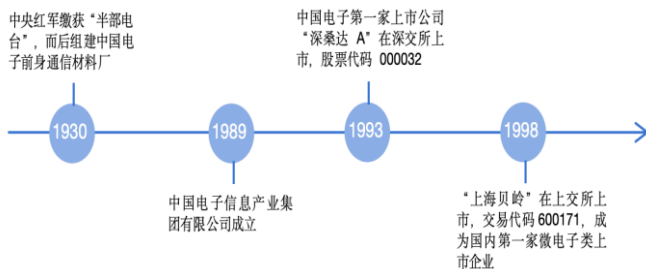 中央红军缴获“半部电
台”，而后组建中国电
子前身通信材料厂
1930
1989
中国电子信息产业集
团有限公司成立
中国电子第一家上市公司
“深桑达 A”在深交所上
市，股票代码 000032
1993
1998
“上海贝岭”在上交所上
市，交易代码 600171，成
为国内第一家微电子类上
市企业